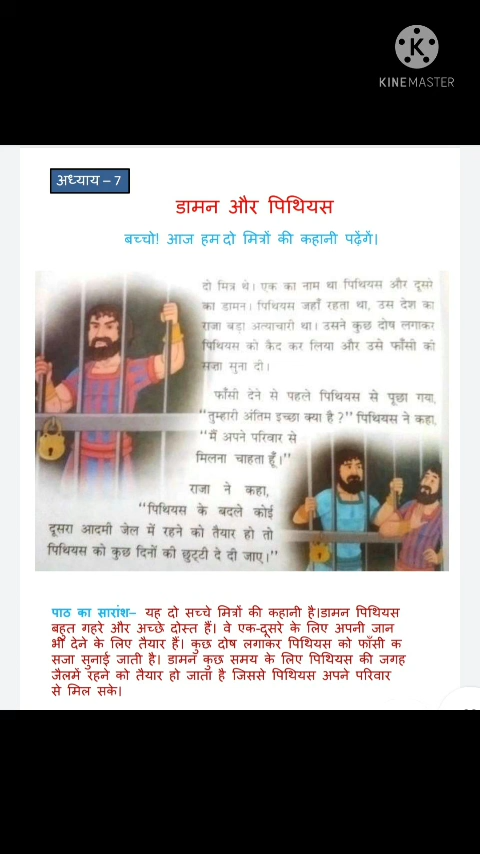 KINEMASTER
अध्याय – 7
डामन और पिथियस
बच्चो! आज हम दो मित्रों की कहानी पढ़ेंगें।
दो मित्र थे। एक का नाम था पिथियस और दूसरे
का डामन। पिथियस जहाँ रहता था, उस देश का
राजा बड़ा अत्याचारी था। उसने कुछ दोष लगाकर
पिथियस को कैद कर लिया और उसे फाँसी की
सज़ा सुना दी।
फाँसी देने से पहले पिथियस से पूछा गया,
“तुम्हारी अंतिम इच्छा क्या है?” पिथियस ने कहा,
“मैं अपने परिवार से
मिलना चाहता हूँ।”
राजा ने कहा,
“पिथियस के बदले कोई
दूसरा आदमी जेल में रहने को तैयार हो तो
पिथियस को कुछ दिनों की छुट्टी दे दी जाए।”
पाठ का सारांश– यह दो सच्चे मित्रों की कहानी है।डामन पिथियस
बहुत गहरे और अच्छे दोस्त हैं। वे एक-दूसरे के लिए अपनी जान
भी देने के लिए तैयार हैं। कुछ दोष लगाकर पिथियस को फाँसी क
सजा सुनाई जाती है। डामन कुछ समय के लिए पिथियस की जगह
जैलमें रहने को तैयार हो जाता है जिससे पिथियस अपने परिवार
से मिल सके।